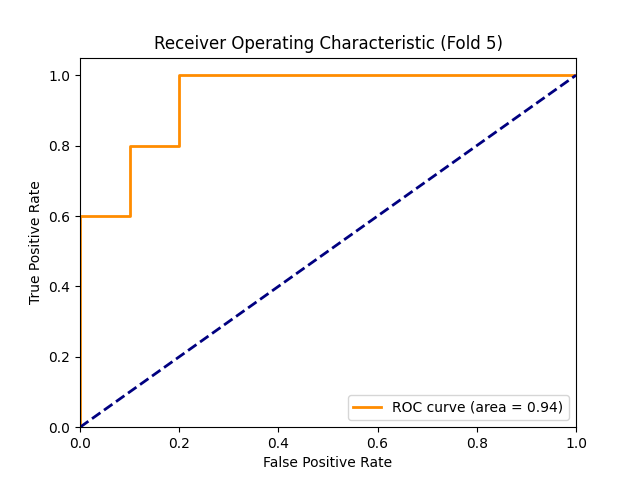 Receiver Operating Characteristic (Fold 5)
1.0
0.8
0.6
0.4
0.2
0.0
True Positive Rate
ROC curve (area = 0.94)
0.0 0.2 0.4 0.6 0.8 1.0
False Positive Rate